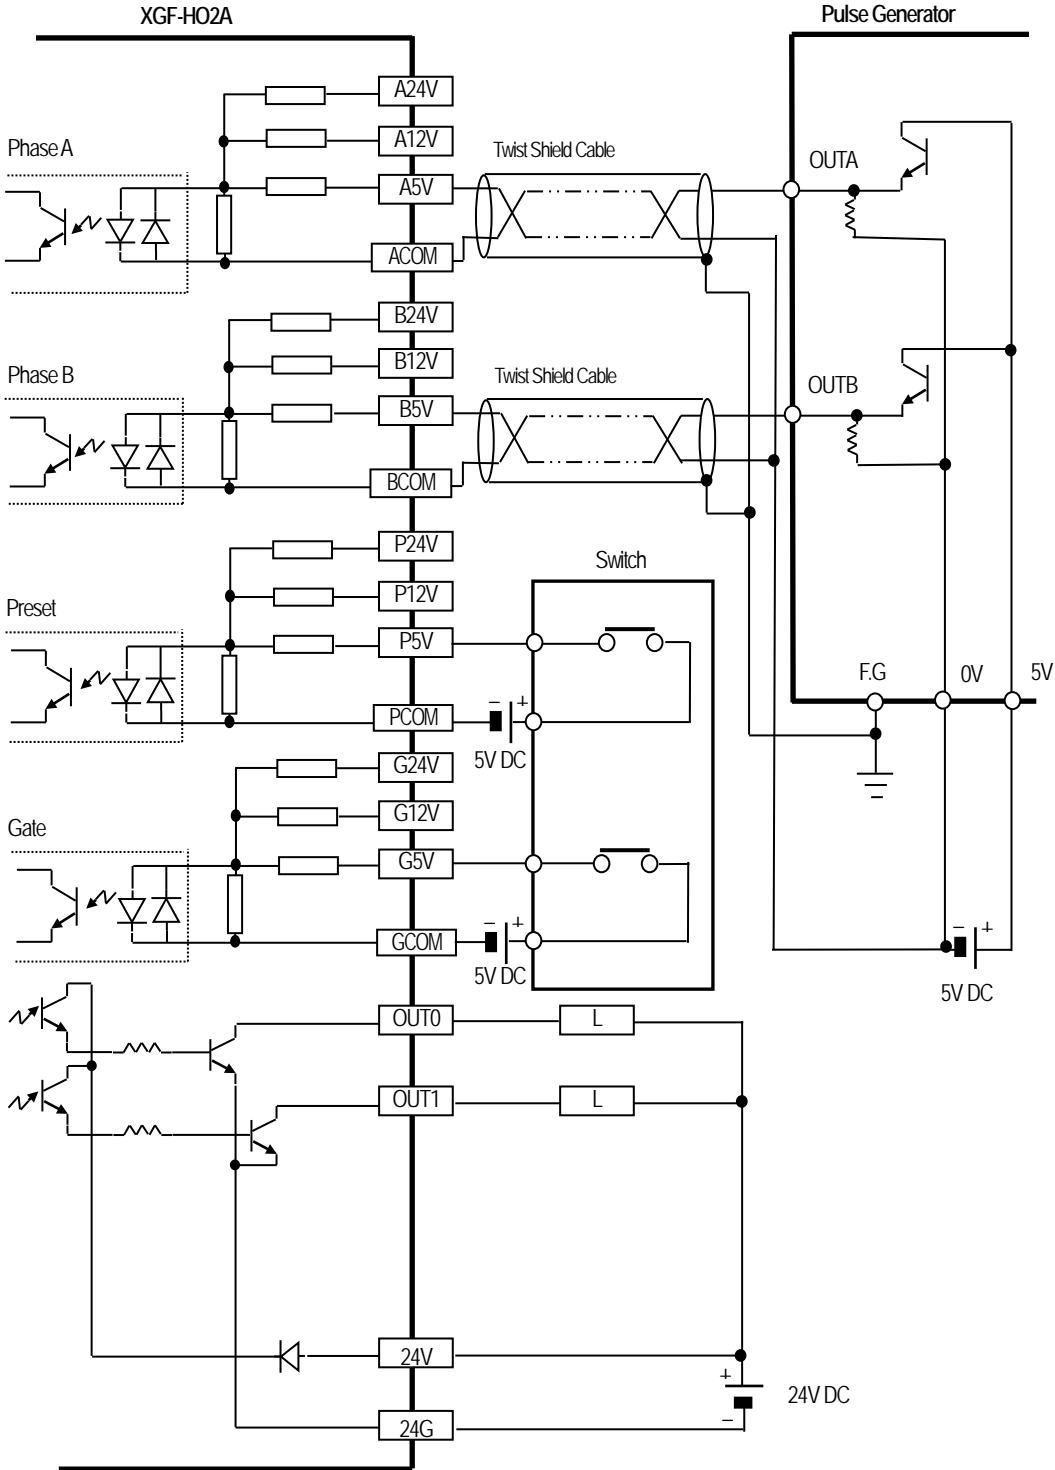 XGF-HO2A
Pulse Generator
A24V
A12V
Phase A
Twist Shield Cable
OUTA
A5V
ACOM
B24V
B12V
Phase B
Twist Shield Cable
OUTB
B5V
BCOM
P24V
Switch
P12V
Preset
P5V
F.G
0V
5V
PCOM
− +
5V DC
G24V
G12V
Gate
G5V
GCOM
− +
5V DC
− +
5V DC
OUT0
L
OUT1
L
24V
+
24V DC
−
24G